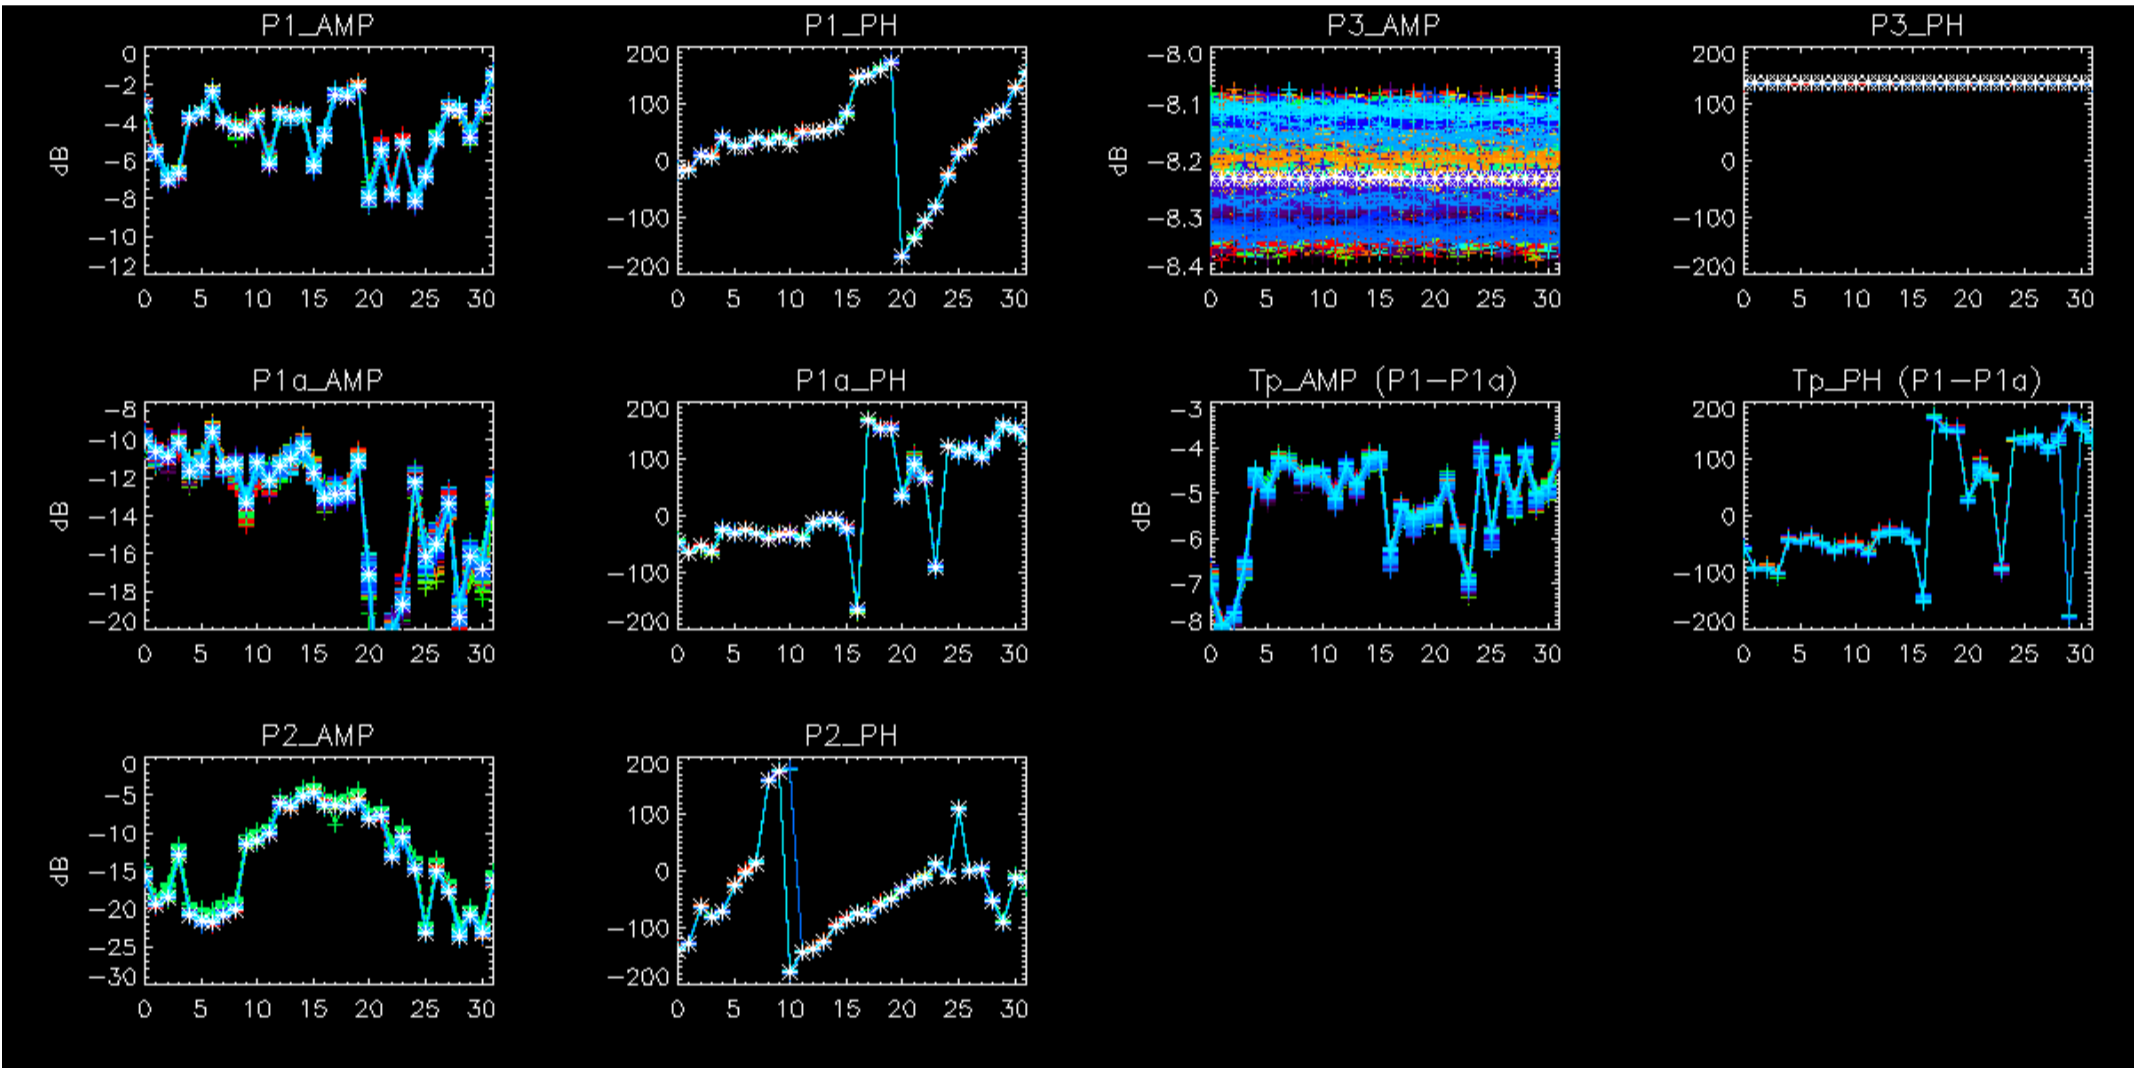 P1_AMP P1_PH P3_AMP P3_PH
0 200 -8.0 200
-2 100 -8.1 100
-4 0 -8.2 0
dB dB
-6 -100 -8.3 -100
-8 -200 -8.4 -200
-10
-12
0 5 10 15 20 25 30 0 5 10 15 20 25 30 0 5 10 15 20 25 30 0 5 10 15 20 25 30
P1a_AMP P1a_PH Tp_AMP (P1-P1a) Tp_PH (P1-P1a)
-8 200 -3 200
-10 100 -4 100
-12 0 -5 0
-14 -100 -6 -100
dB dB
-16 -200 -7 -200
-18 -8
-20
0 5 10 15 20 25 30 0 5 10 15 20 25 30 0 5 10 15 20 25 30 0 5 10 15 20 25 30
P2_AMP P2_PH
0 200
-5 100
-10 0
dB
-15 -100
-20 -200
-25
-30
0 5 10 15 20 25 30 0 5 10 15 20 25 30